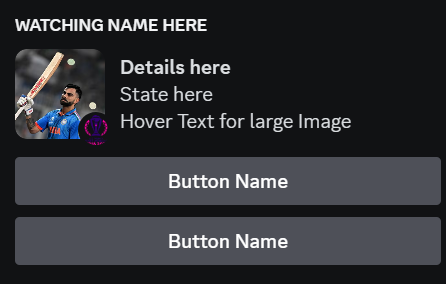 WATCHING NAME HERE
Details here
State here
Hover Text for large Image
Button Name
Button Name